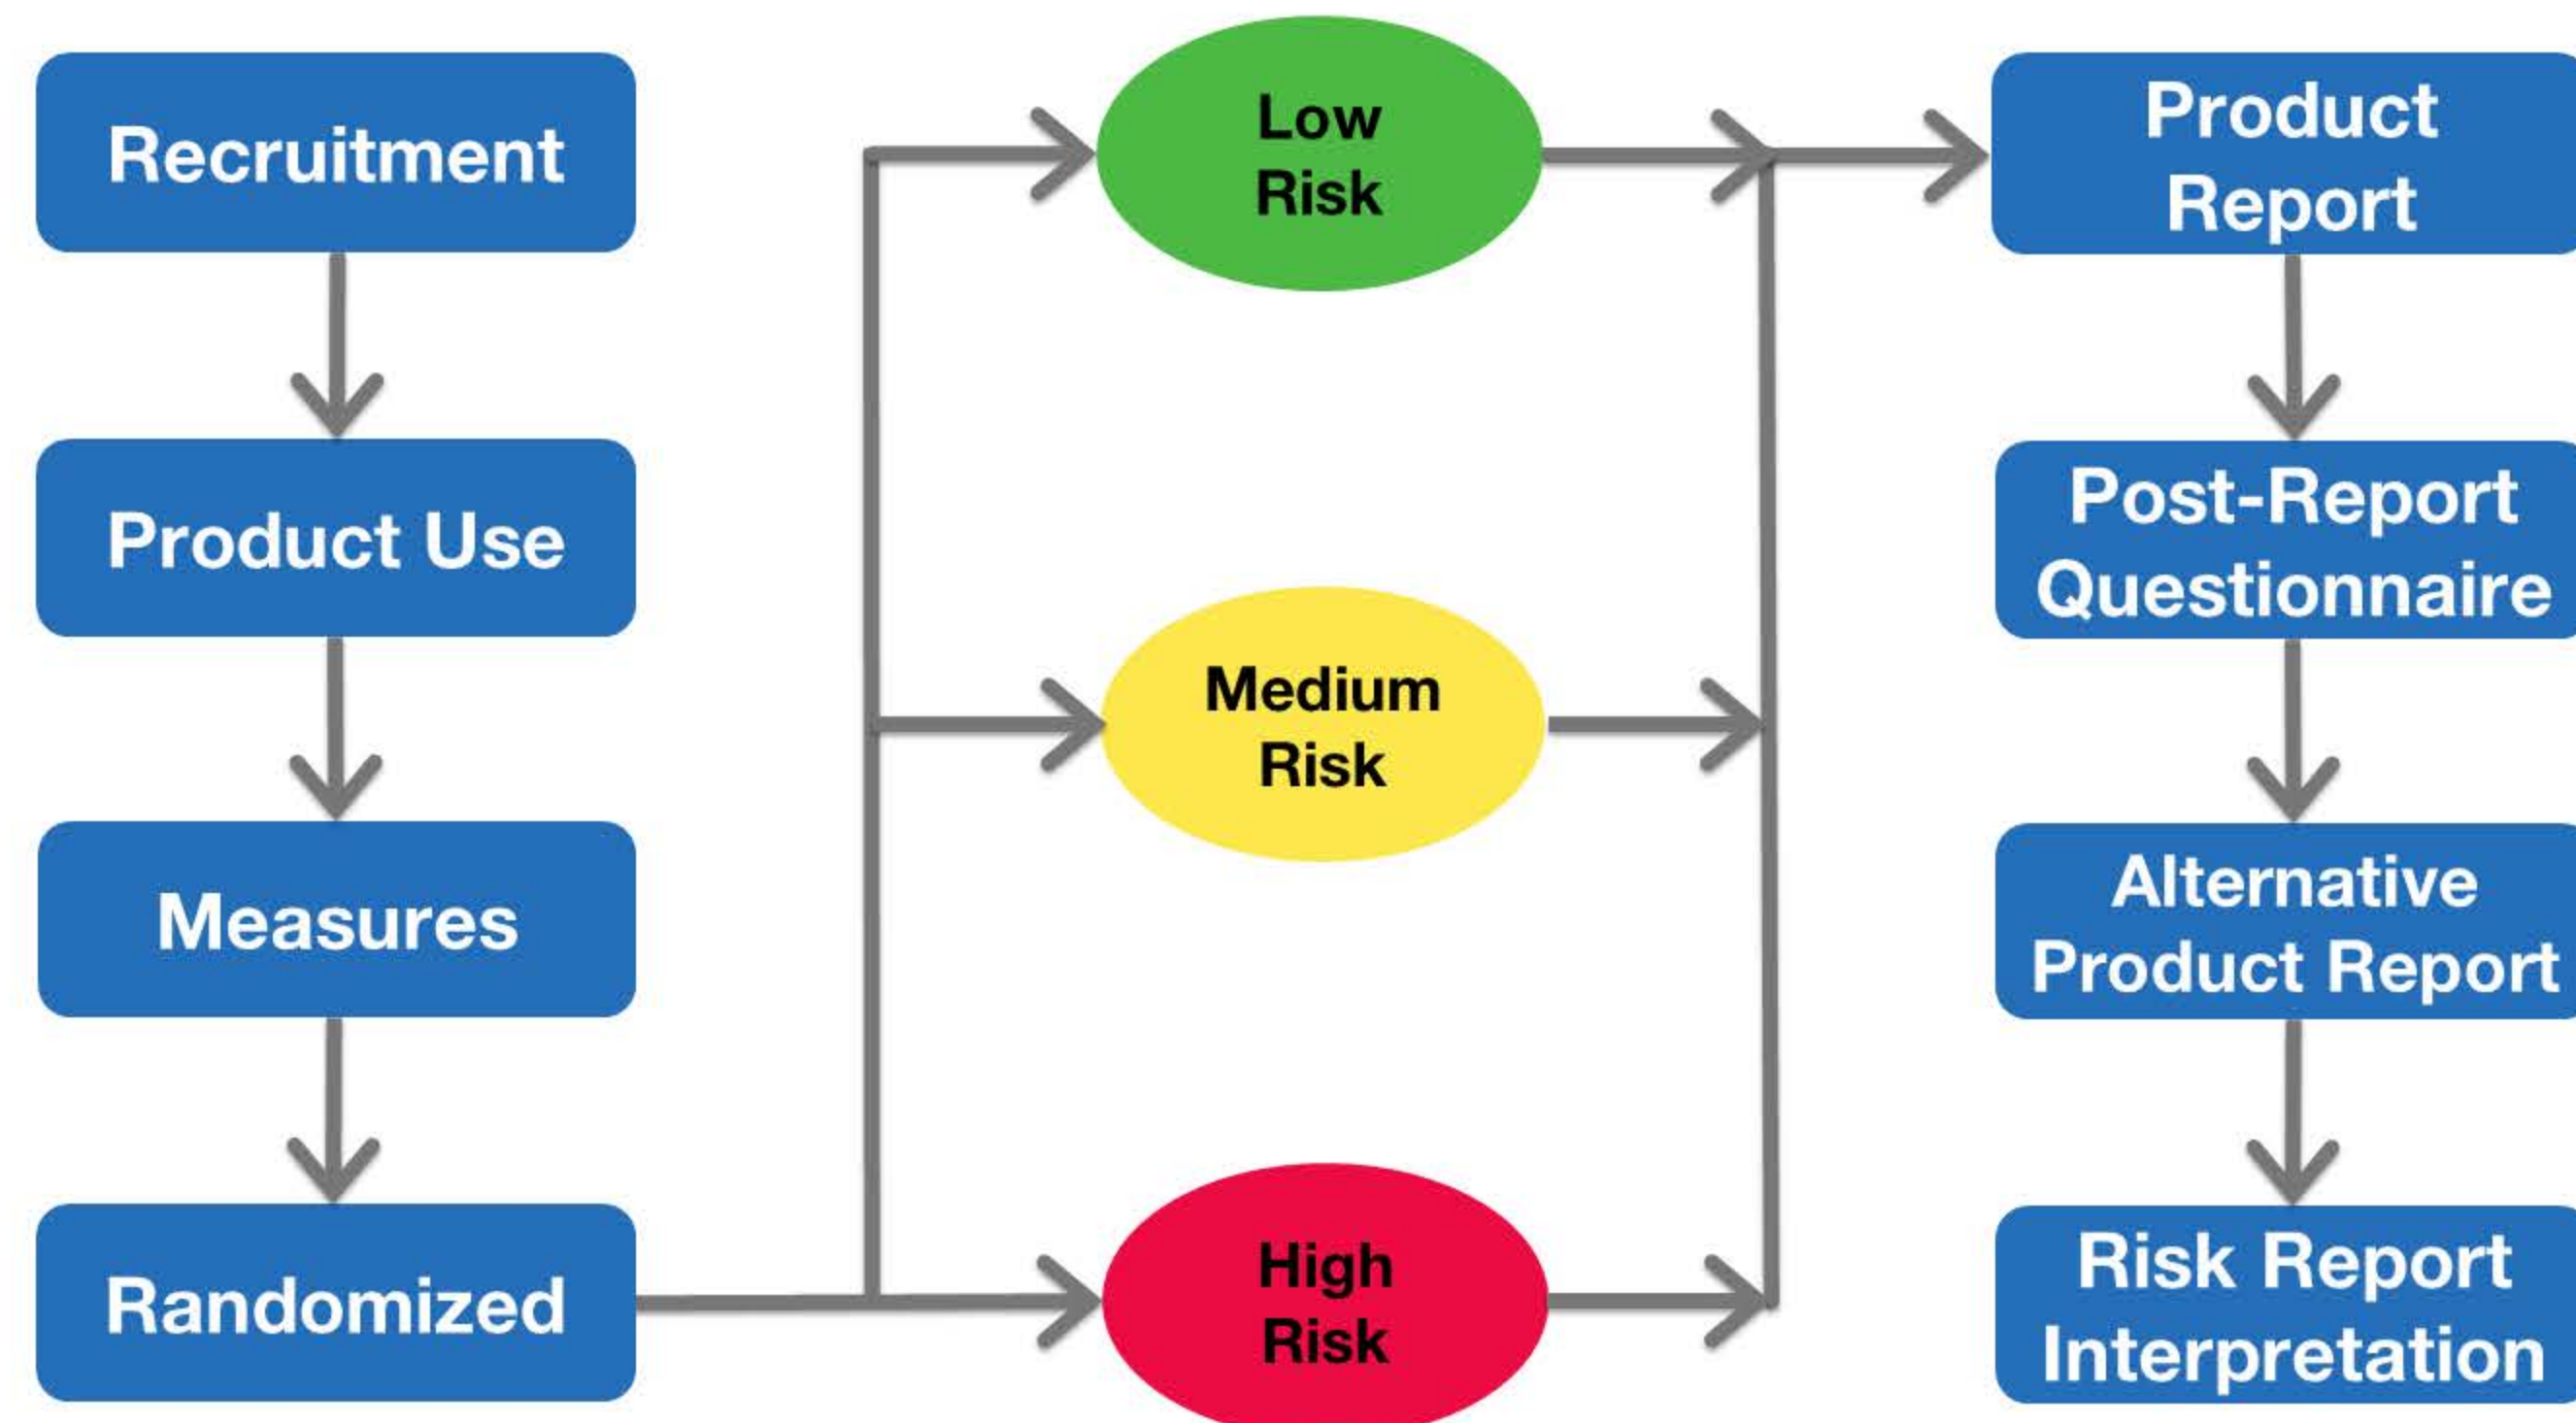 Recruitment
Product Use
Measures
Randomized
Low
Risk
Medium
Risk
High
Risk
Product
Report
Post-Report
Questionnaire
Alternative
Product Report
Risk Report
Interpretation